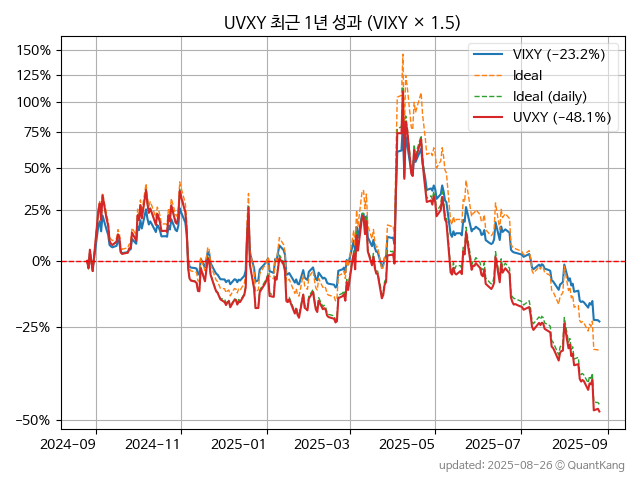 UVXY 최근 1년 성과 (VIXY × 1.5)
150%
125%
100%
75%
50%
25%
0%
−25%
−50%
VIXY (−23.2%)
Ideal
Ideal (daily)
UVXY (−48.1%)
2024-09
2024-11
2025-01
2025-03
2025-05
2025-07
2025-09
updated: 2025-08-26 © QuantKang